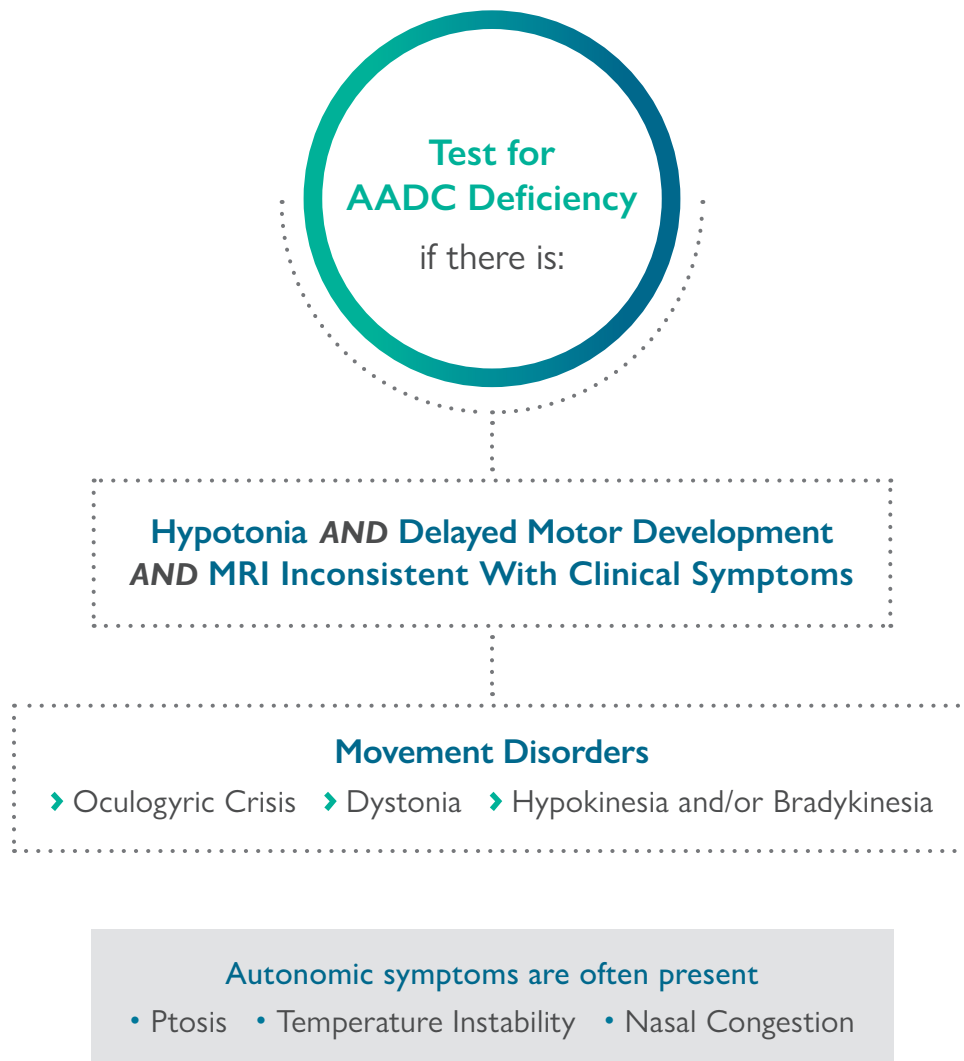 Test for
AADC Deficiency
if there is:
Hypotonia AND Delayed Motor Development
AND MRI Inconsistent With Clinical Symptoms
Movement Disorders
› Oculogyric Crisis › Dystonia › Hypokinesia and/or Bradykinesia
Autonomic symptoms are often present
• Ptosis • Temperature Instability • Nasal Congestion